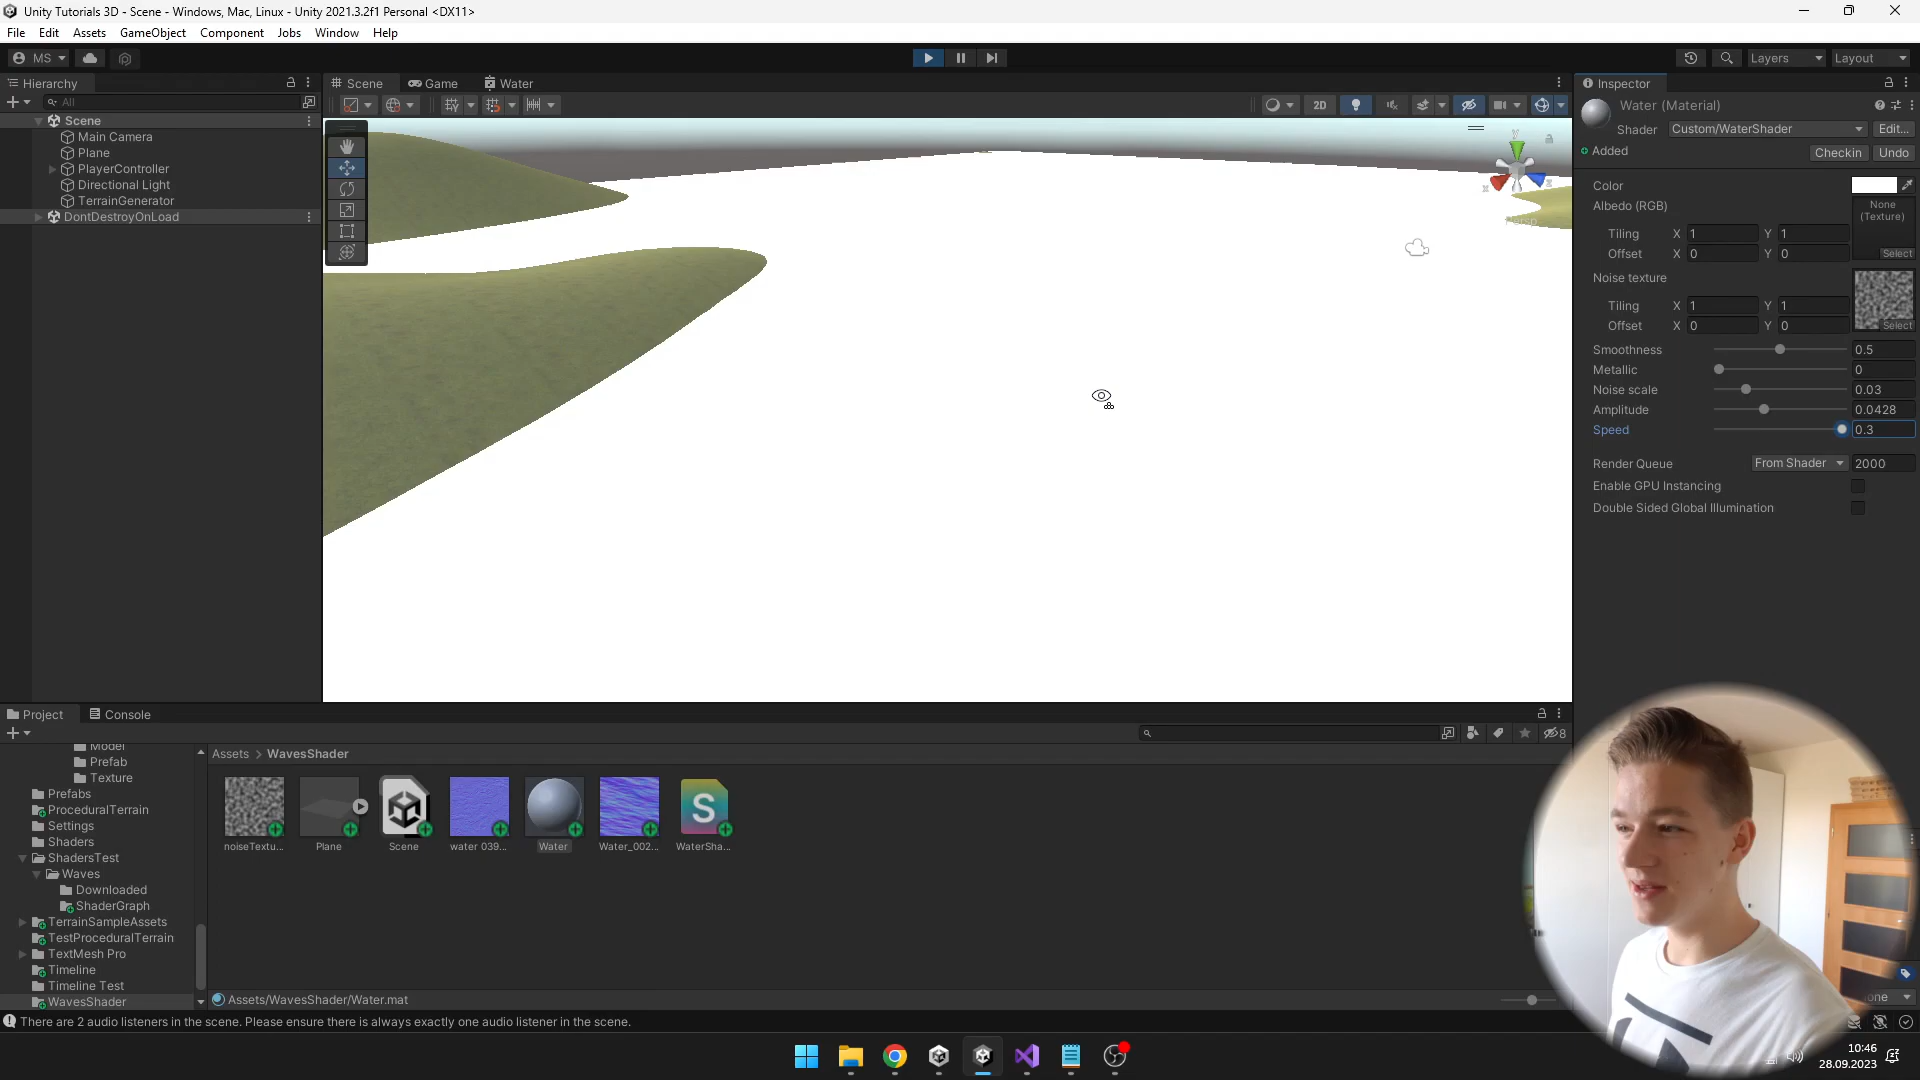 Unity Tutorials 3D - Scene - Windows, Mac, Linux - Unity 2021.3.2f1 Personal <DX11>
File Edit Assets GameObject Component Jobs Window Help
MS Layers Layout
Hierarchy Scene Game Water Inspector
All
2D
Scene
Main Camera
Plane
PlayerController
Directional Light
TerrainGenerator
DontDestroyOnLoad
y
x
z
Persp
Water (Material)
Shader Custom/WaterShader Edit...
Added Checkin Undo
Color
Albedo (RGB) None (Texture)
Tiling X 1 Y 1
Offset X 0 Y 0 Select
Noise texture
Tiling X 1 Y 1
Offset X 0 Y 0 Select
Smoothness 0.5
Metallic 0
Noise scale 0.03
Amplitude 0.0428
Speed 0.3
Render Queue From Shader 2000
Enable GPU Instancing
Double Sided Global Illumination
Project Console
8
Model
Prefab
Texture
Prefabs
ProceduralTerrain
Settings
Shaders
ShadersTest
Waves
Downloaded
ShaderGraph
TerrainSampleAssets
TestProceduralTerrain
TextMesh Pro
Timeline
Timeline Test
WavesShader
Assets > WavesShader
S
noiseTextu... Plane Scene water 039... Water Water_002... WaterSha...
Assets/WavesShader/Water.mat
There are 2 audio listeners in the scene. Please ensure there is always exactly one audio listener in the scene.
10:46
28.09.2023